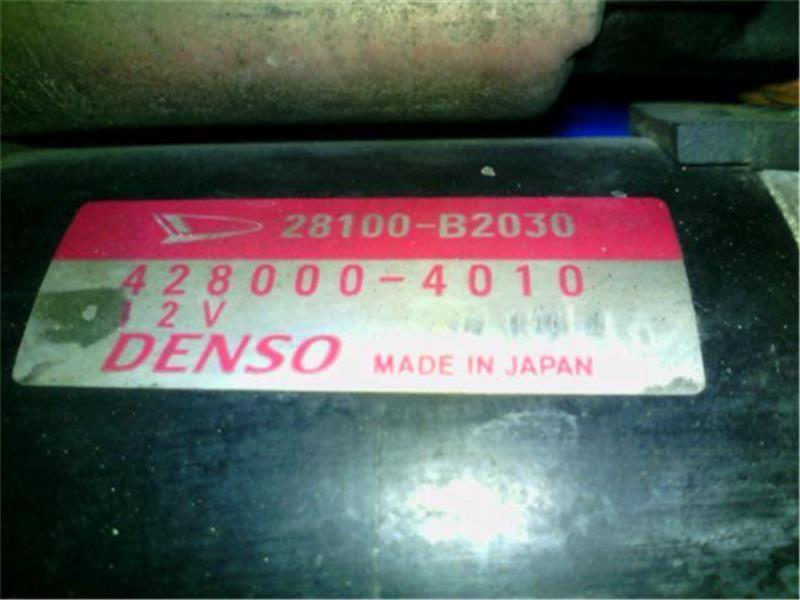 28100-B2030
428000-4010
12V
DENSO MADE IN JAPAN